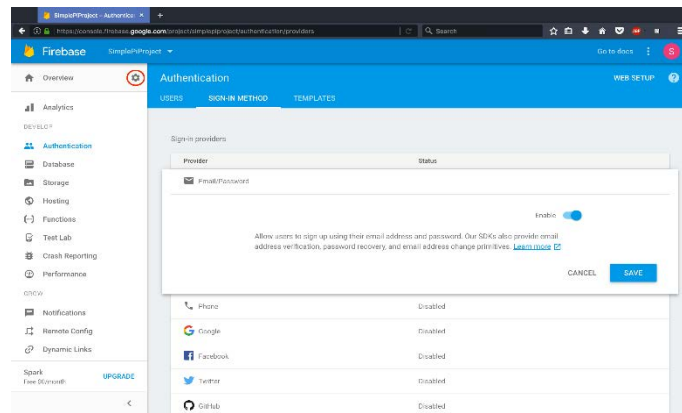 SimplePiProject - Authentica
https://console.firebase.google.com/project/simplepiproject/authentication/providers
Search
Firebase
SimplePiProject
Go to docs
S
Overview
Authentication
WEB SETUP
USERS
SIGN-IN METHOD
TEMPLATES
Analytics
DEVELOP
Authentication
Database
Storage
Hosting
Functions
Test Lab
Crash Reporting
Performance
GROW
Notifications
Remote Config
Dynamic Links
Spark
Free $0/month
UPGRADE
Sign-in providers
Provider
Status
Email/Password
Enable
Allow users to sign up using their email address and password. Our SDKs also provide email
address verification, password recovery, and email address change primitives. Learn more
CANCEL
SAVE
Phone
Disabled
Google
Disabled
Facebook
Disabled
Twitter
Disabled
GitHub
Disabled